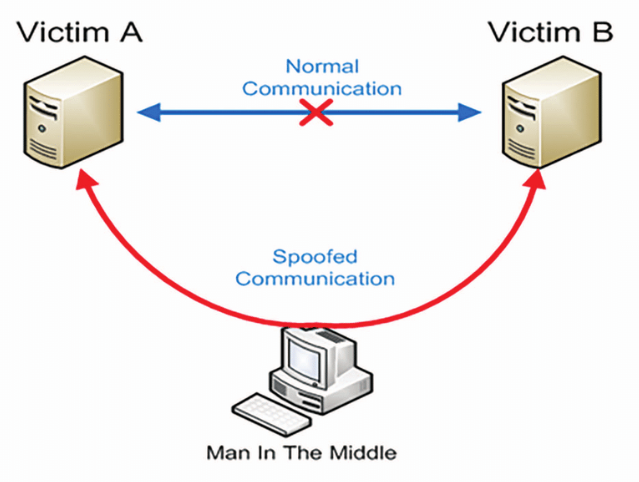 Victim A
Victim B
Normal
Communication
Spoofed
Communication
Man In The Middle